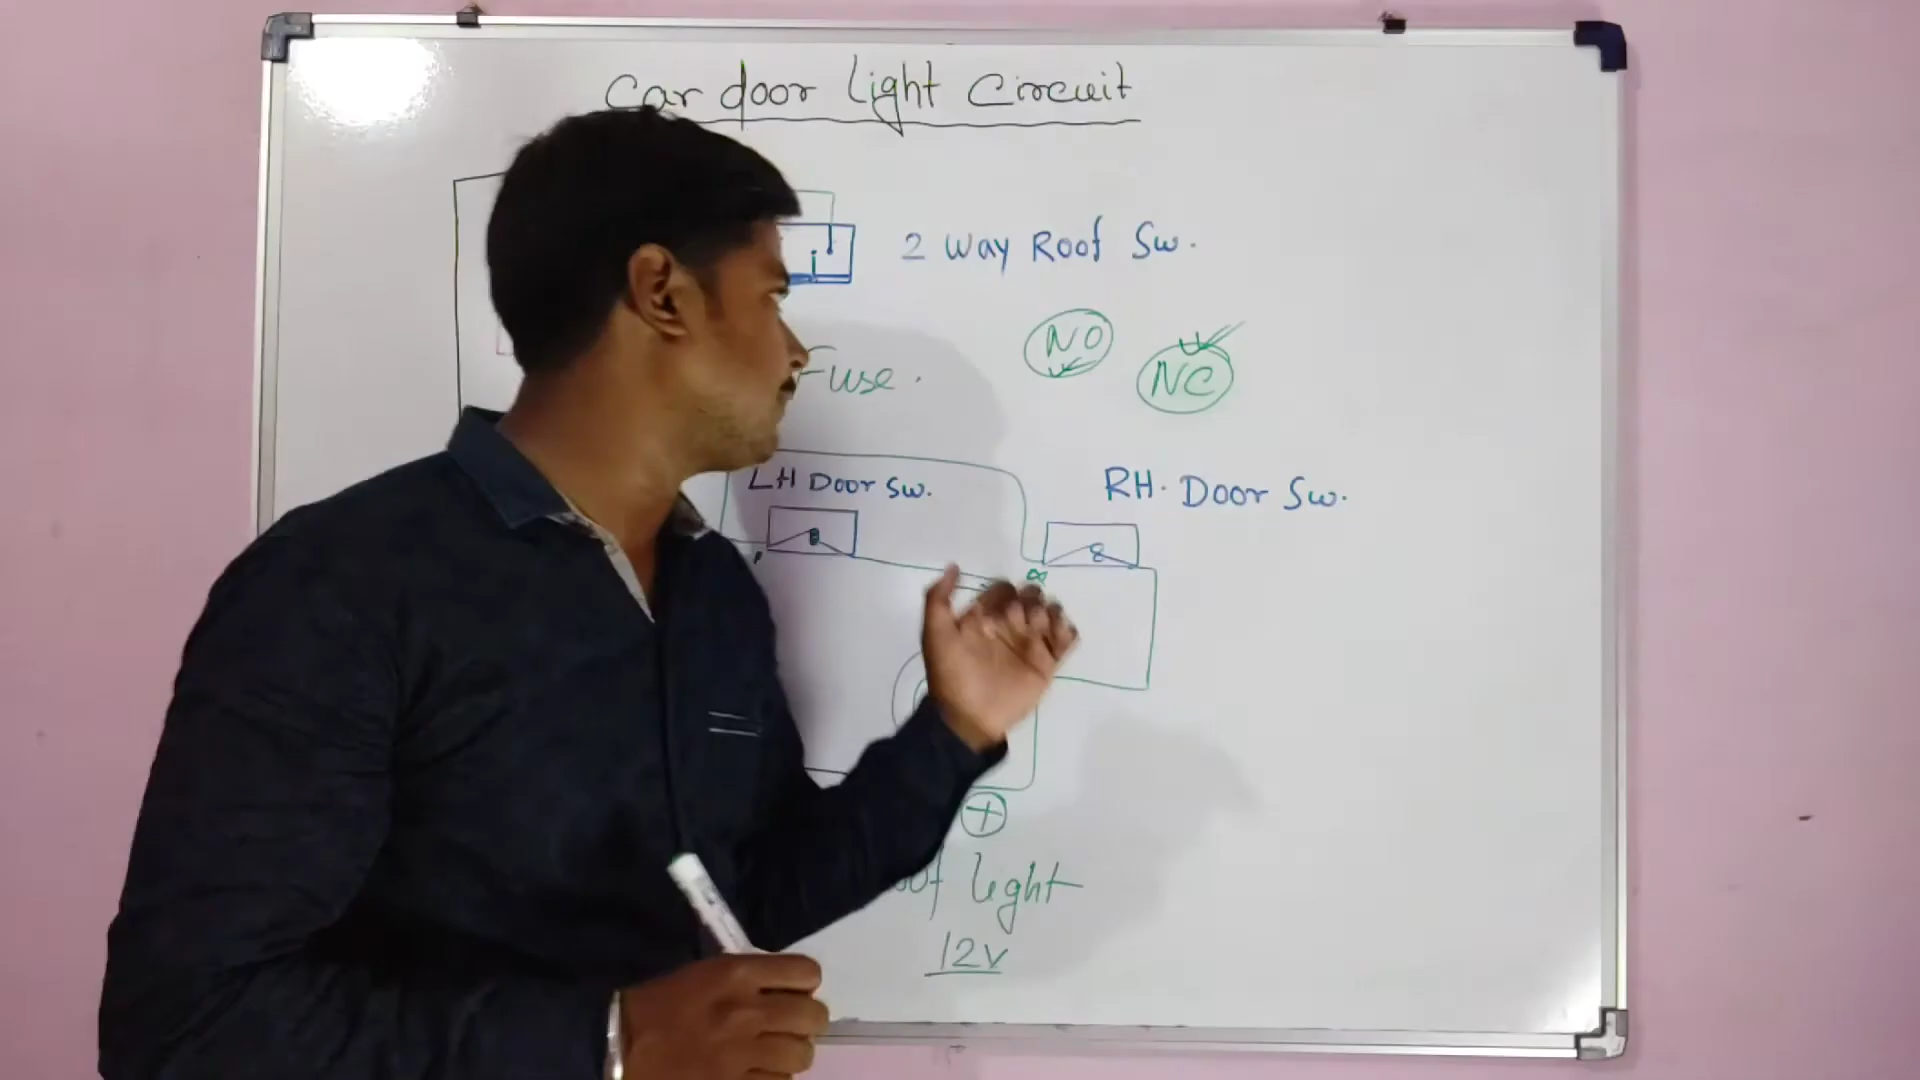 Car door Light Circuit
2 Way Roof Sw.
NO
NC
Fuse.
LH Door Sw.
RH. Door Sw.
+
light
12V